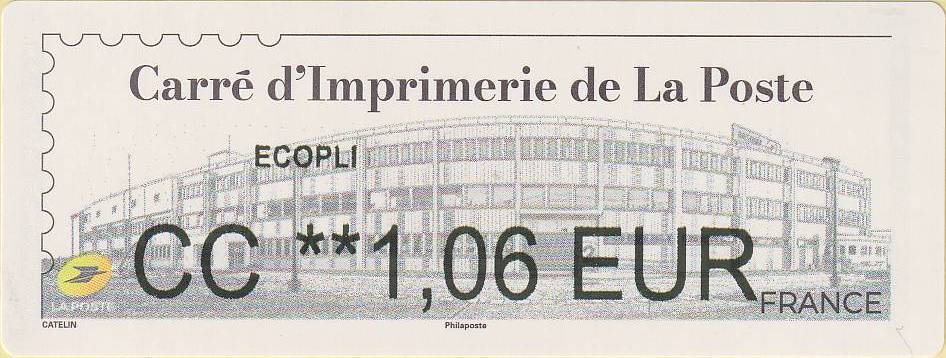 Carré d’Imprimerie de La Poste
ECOPLI
CC **1,06 EUR
LA POSTE
FRANCE
CATELIN
Philaposte